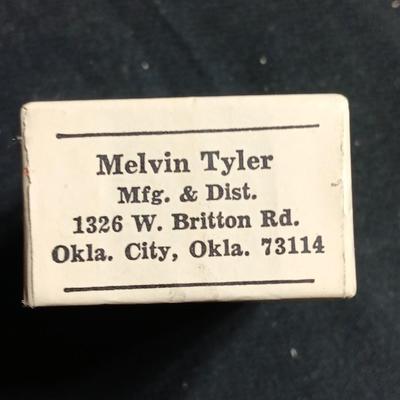 Melvin Tyler
Mfg. & Dist.
1326 W. Britton Rd.
Okla. City, Okla. 73114